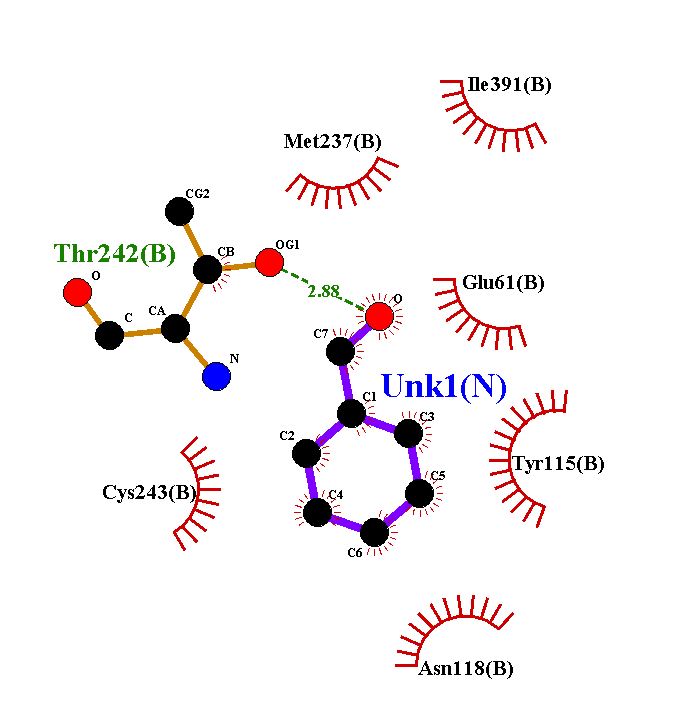 Ile391(B)
Met237(B)
CG2
Thr242(B)
CB
OG1
O
Glu61(B)
2.88
O
C
CA
C7
N
Unk1(N)
C1
C3
C2
Tyr115(B)
C5
Cys243(B)
C4
C6
Asn118(B)